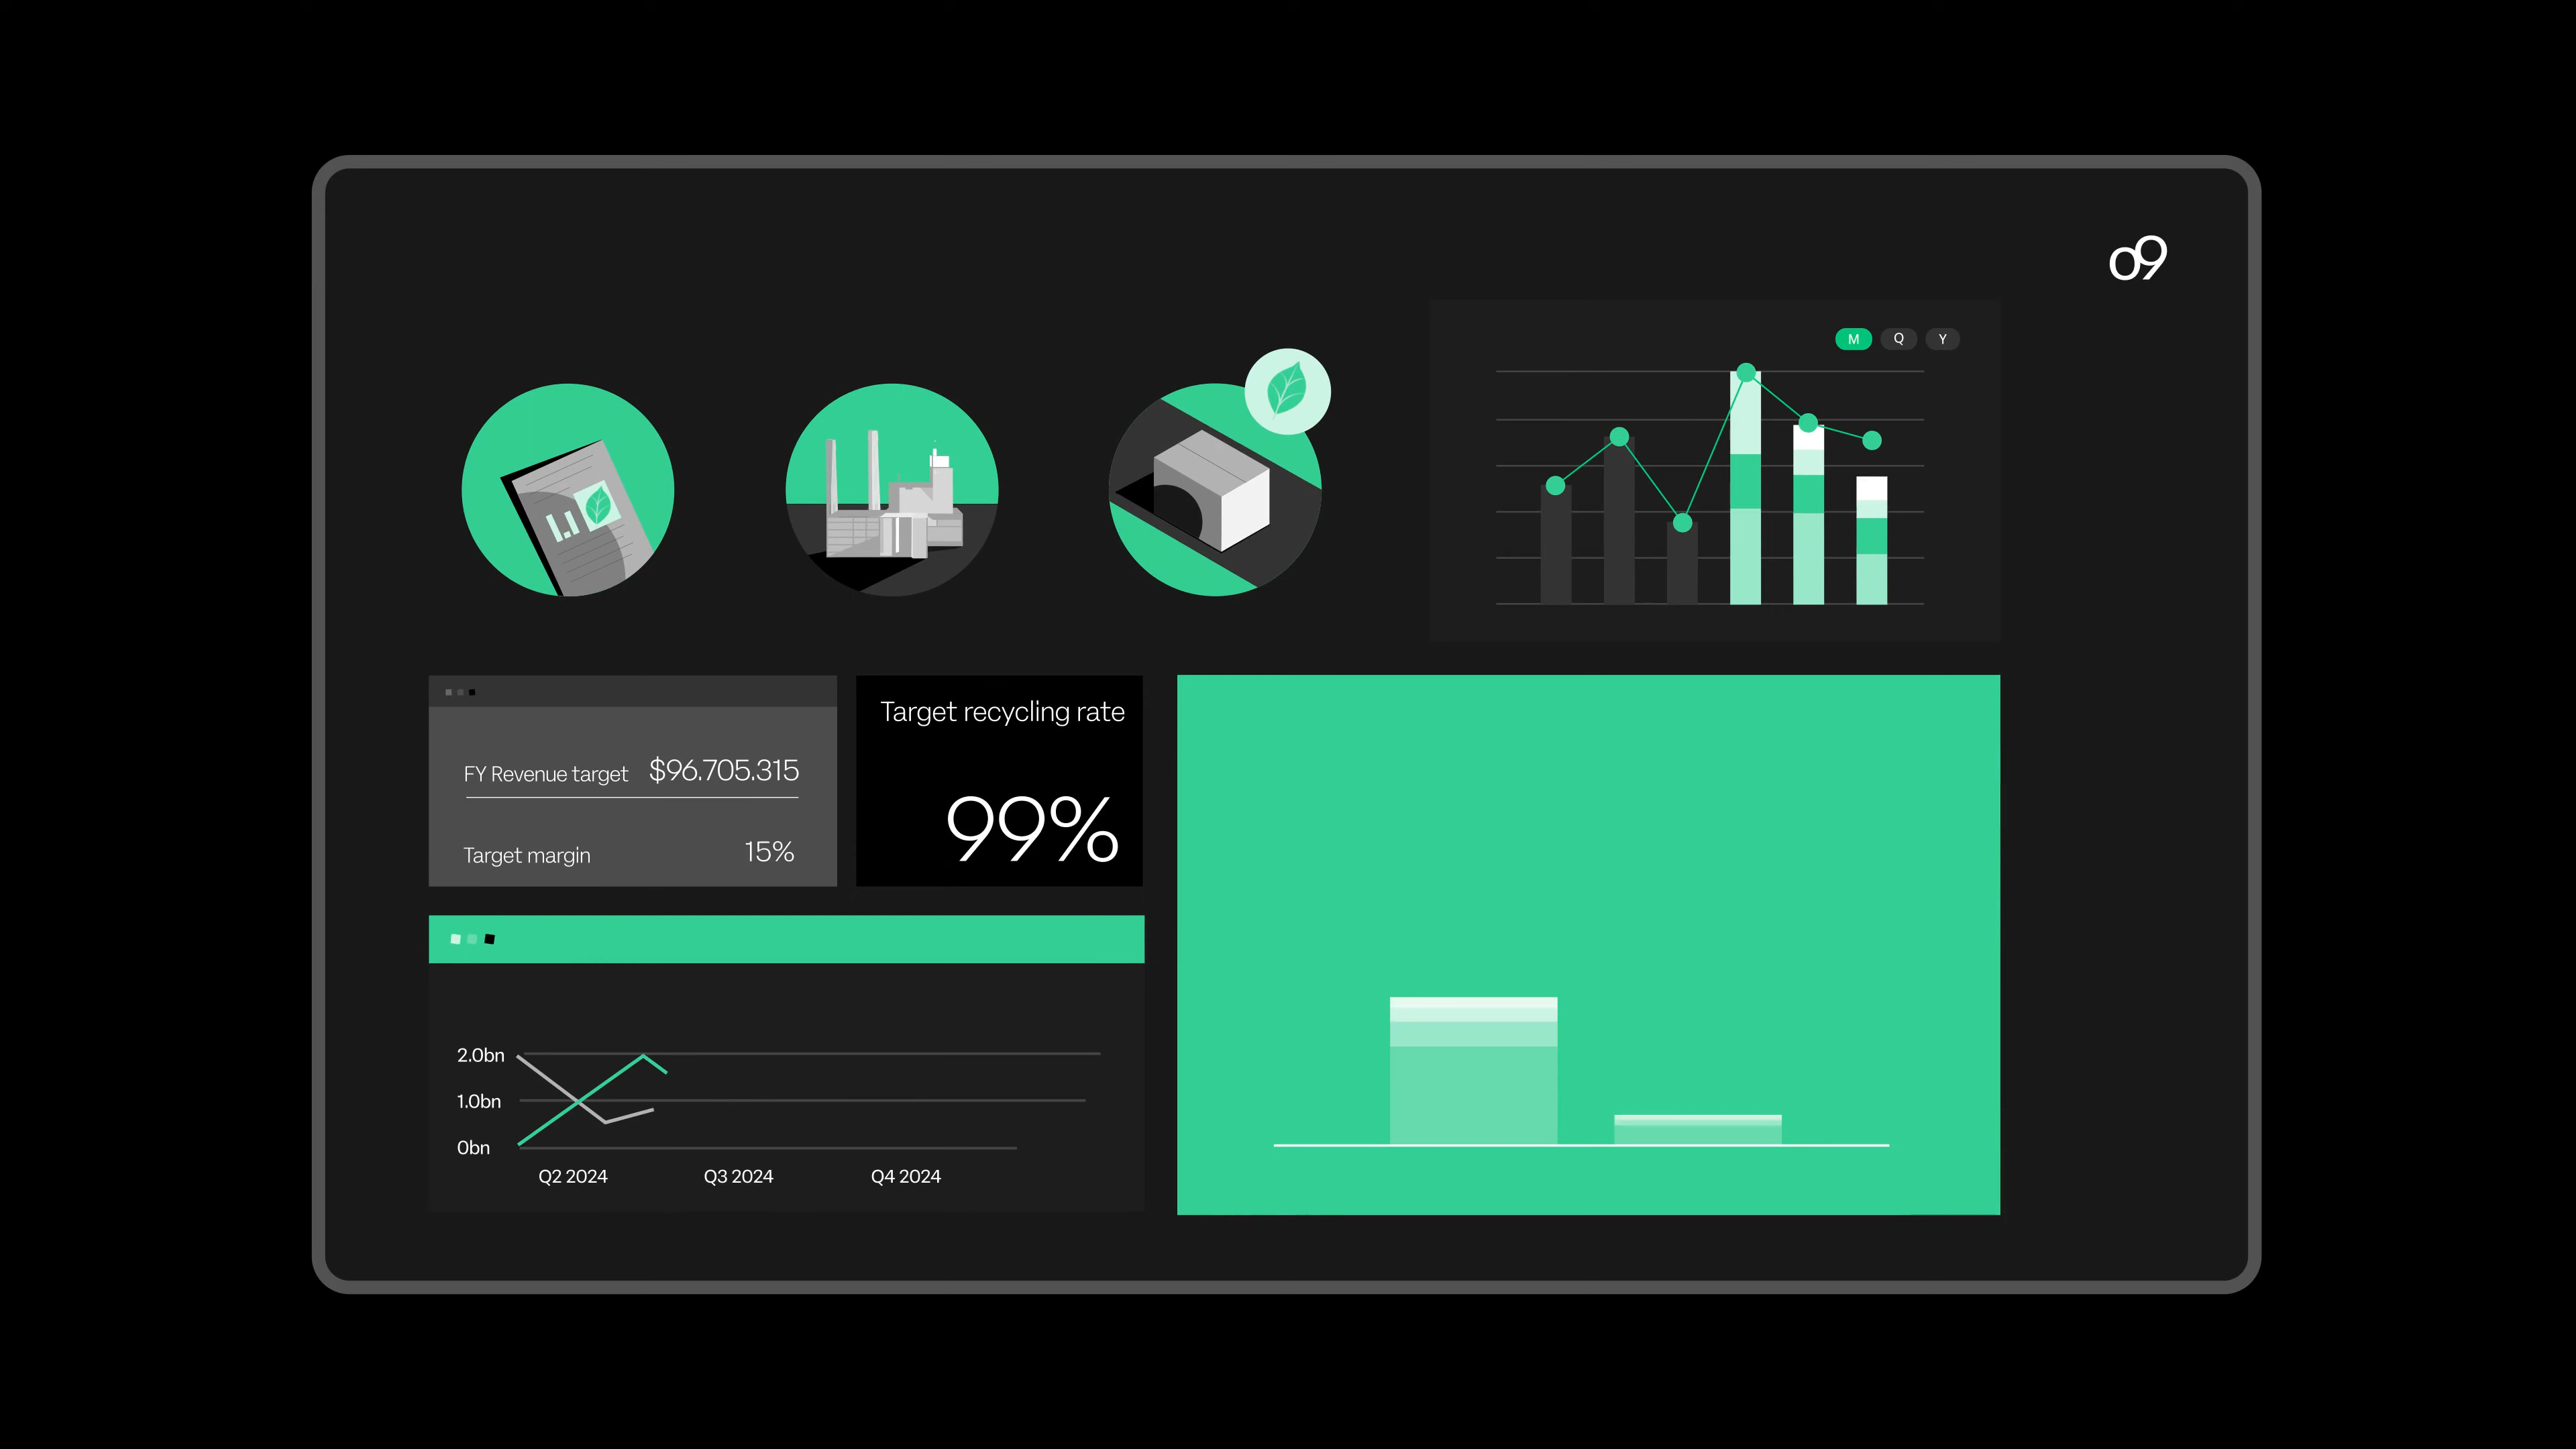 o9
M Q Y
FY Revenue target $96.705.315
Target margin 15%
Target recycling rate
99%
2.0bn
1.0bn
0bn
Q2 2024 Q3 2024 Q4 2024